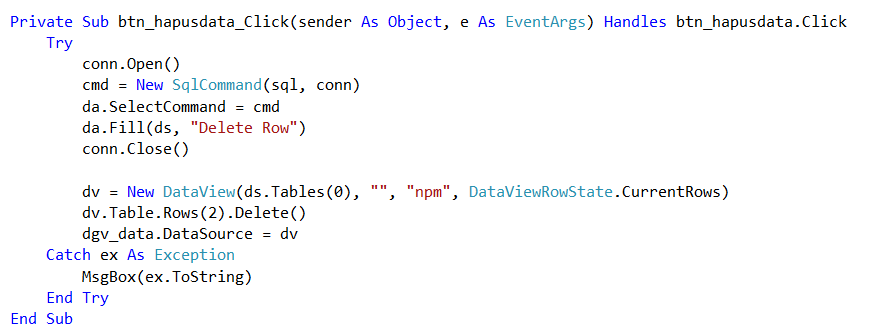 Private Sub btn_hapusdata_Click(sender As Object, e As EventArgs) Handles btn_hapusdata.Click
    Try
        conn.Open()
        cmd = New SqlCommand(sql, conn)
        da.SelectCommand = cmd
        da.Fill(ds, "Delete Row")
        conn.Close()

        dv = New DataView(ds.Tables(0), "", "npm", DataViewRowState.CurrentRows)
        dv.Table.Rows(2).Delete()
        dgv_data.DataSource = dv
    Catch ex As Exception
        MsgBox(ex.ToString)
    End Try
End Sub